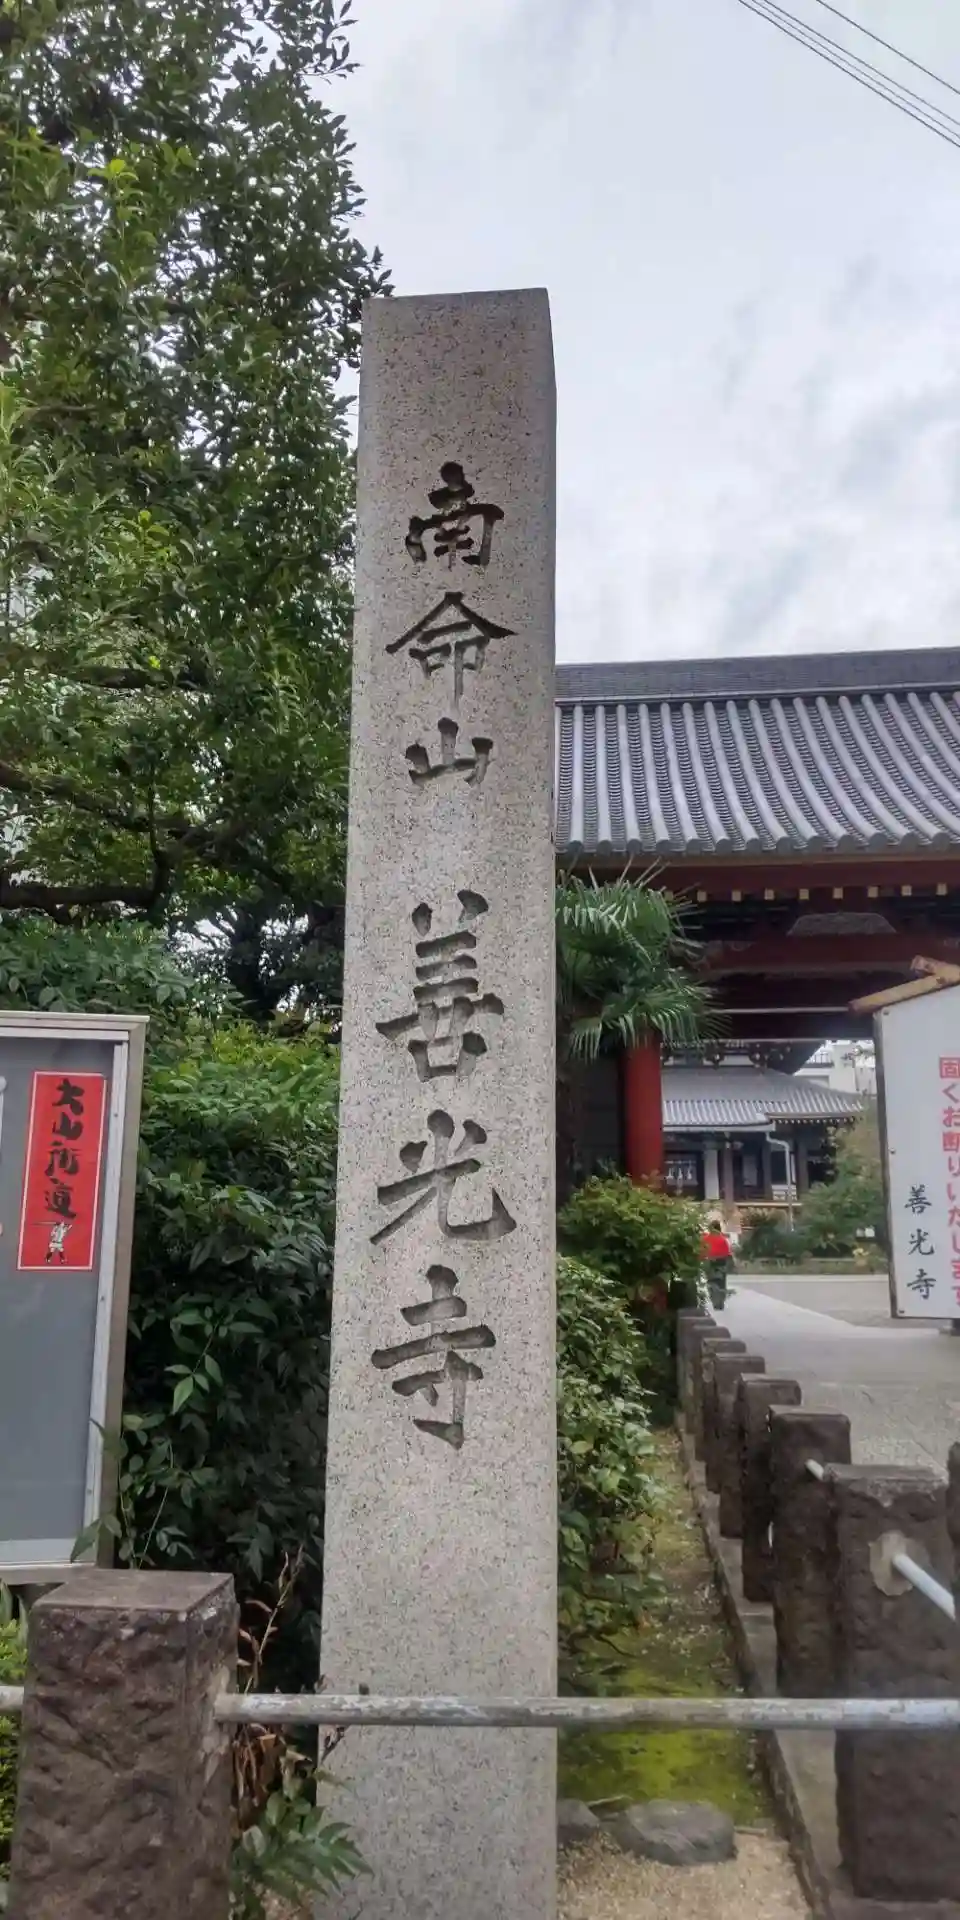 南命山 善光寺
大山街道
固くお断りいたします
善光寺